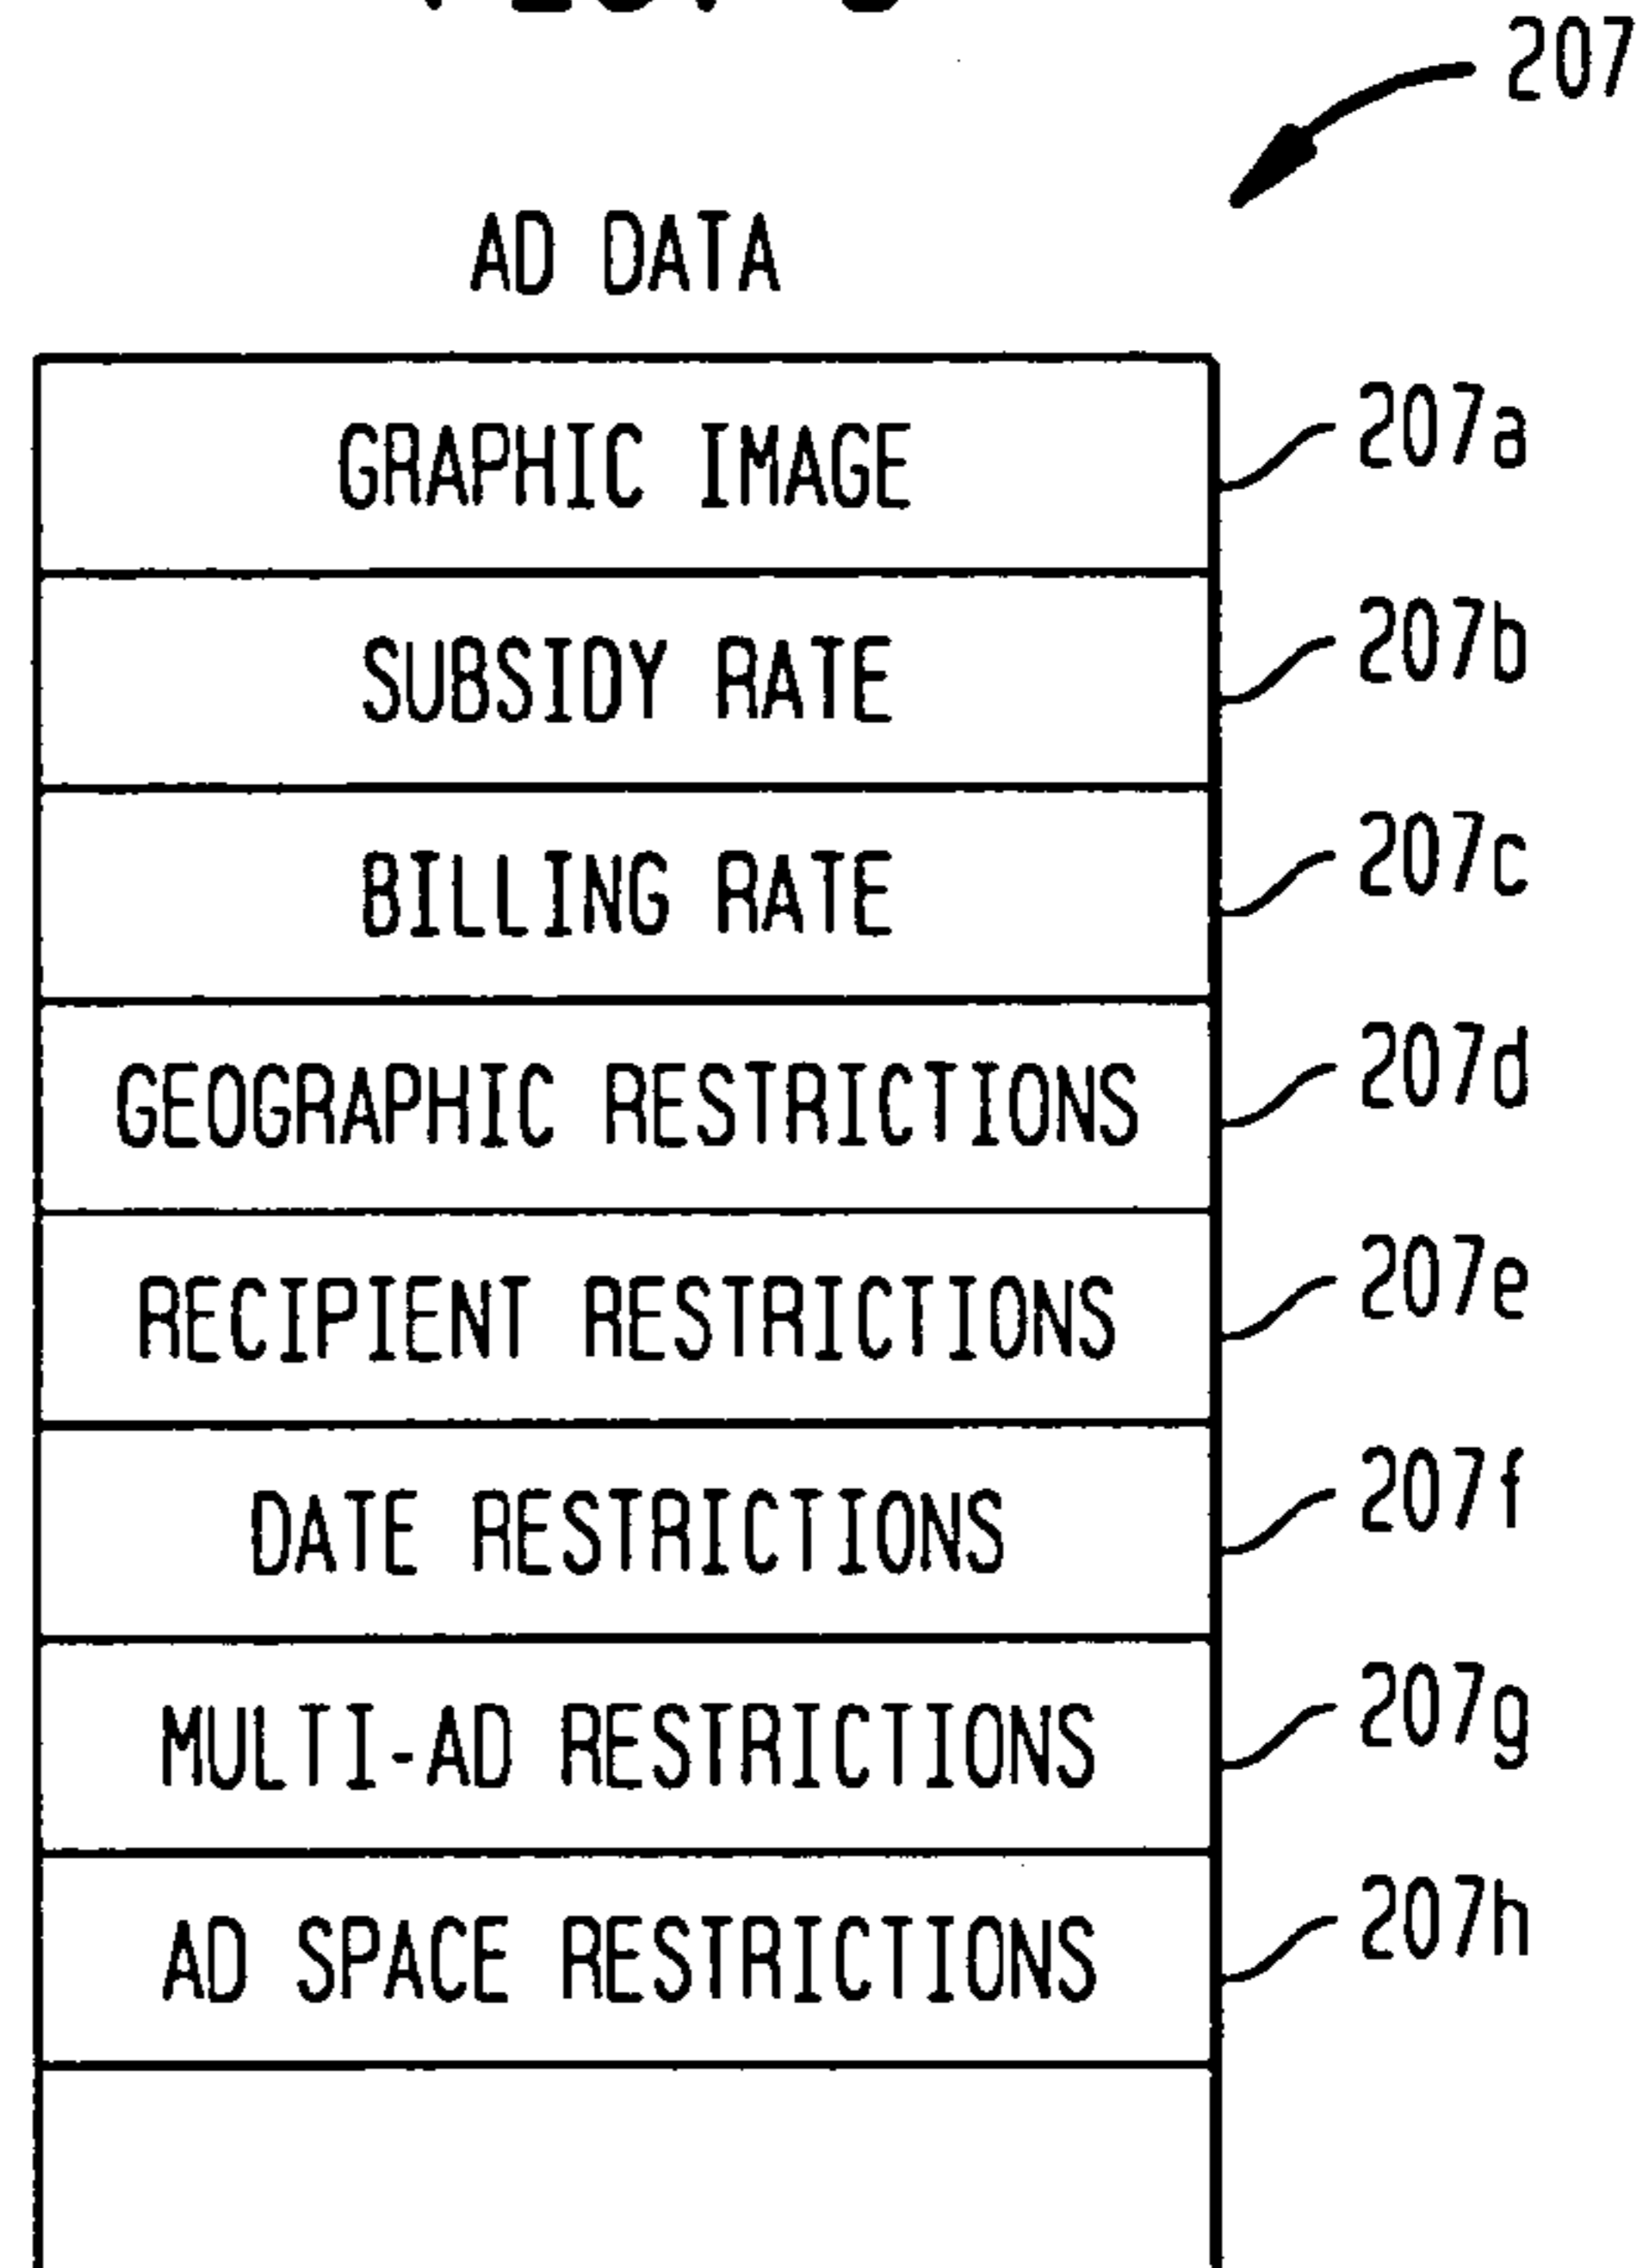 207
AD DATA
GRAPHIC IMAGE 207a
SUBSIDY RATE 207b
BILLING RATE 207c
GEOGRAPHIC RESTRICTIONS 207d
RECIPIENT RESTRICTIONS 207e
DATE RESTRICTIONS 207f
MULTI-AD RESTRICTIONS 207g
AD SPACE RESTRICTIONS 207h